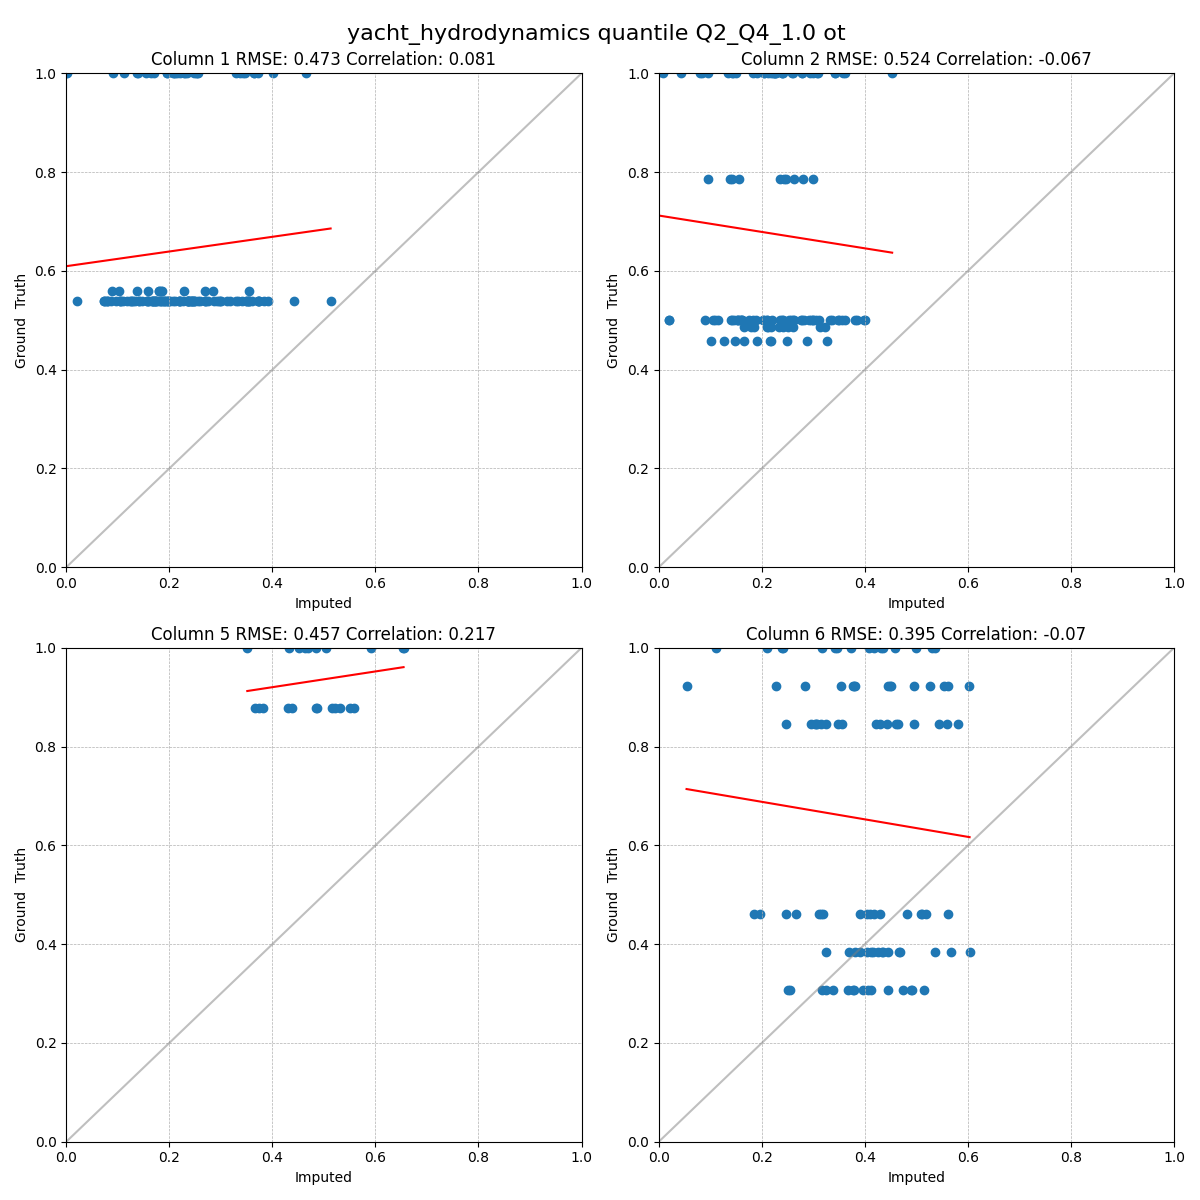 yacht_hydrodynamics quantile Q2_Q4_1.0 ot
Column 1 RMSE: 0.473 Correlation: 0.081
1.0
0.8
0.6
0.4
0.2
0.0
Ground Truth
0.0 0.2 0.4 0.6 0.8 1.0
Imputed
Column 2 RMSE: 0.524 Correlation: -0.067
1.0
0.8
0.6
0.4
0.2
0.0
Ground Truth
0.0 0.2 0.4 0.6 0.8 1.0
Imputed
Column 5 RMSE: 0.457 Correlation: 0.217
1.0
0.8
0.6
0.4
0.2
0.0
Ground Truth
0.0 0.2 0.4 0.6 0.8 1.0
Imputed
Column 6 RMSE: 0.395 Correlation: -0.07
1.0
0.8
0.6
0.4
0.2
0.0
Ground Truth
0.0 0.2 0.4 0.6 0.8 1.0
Imputed